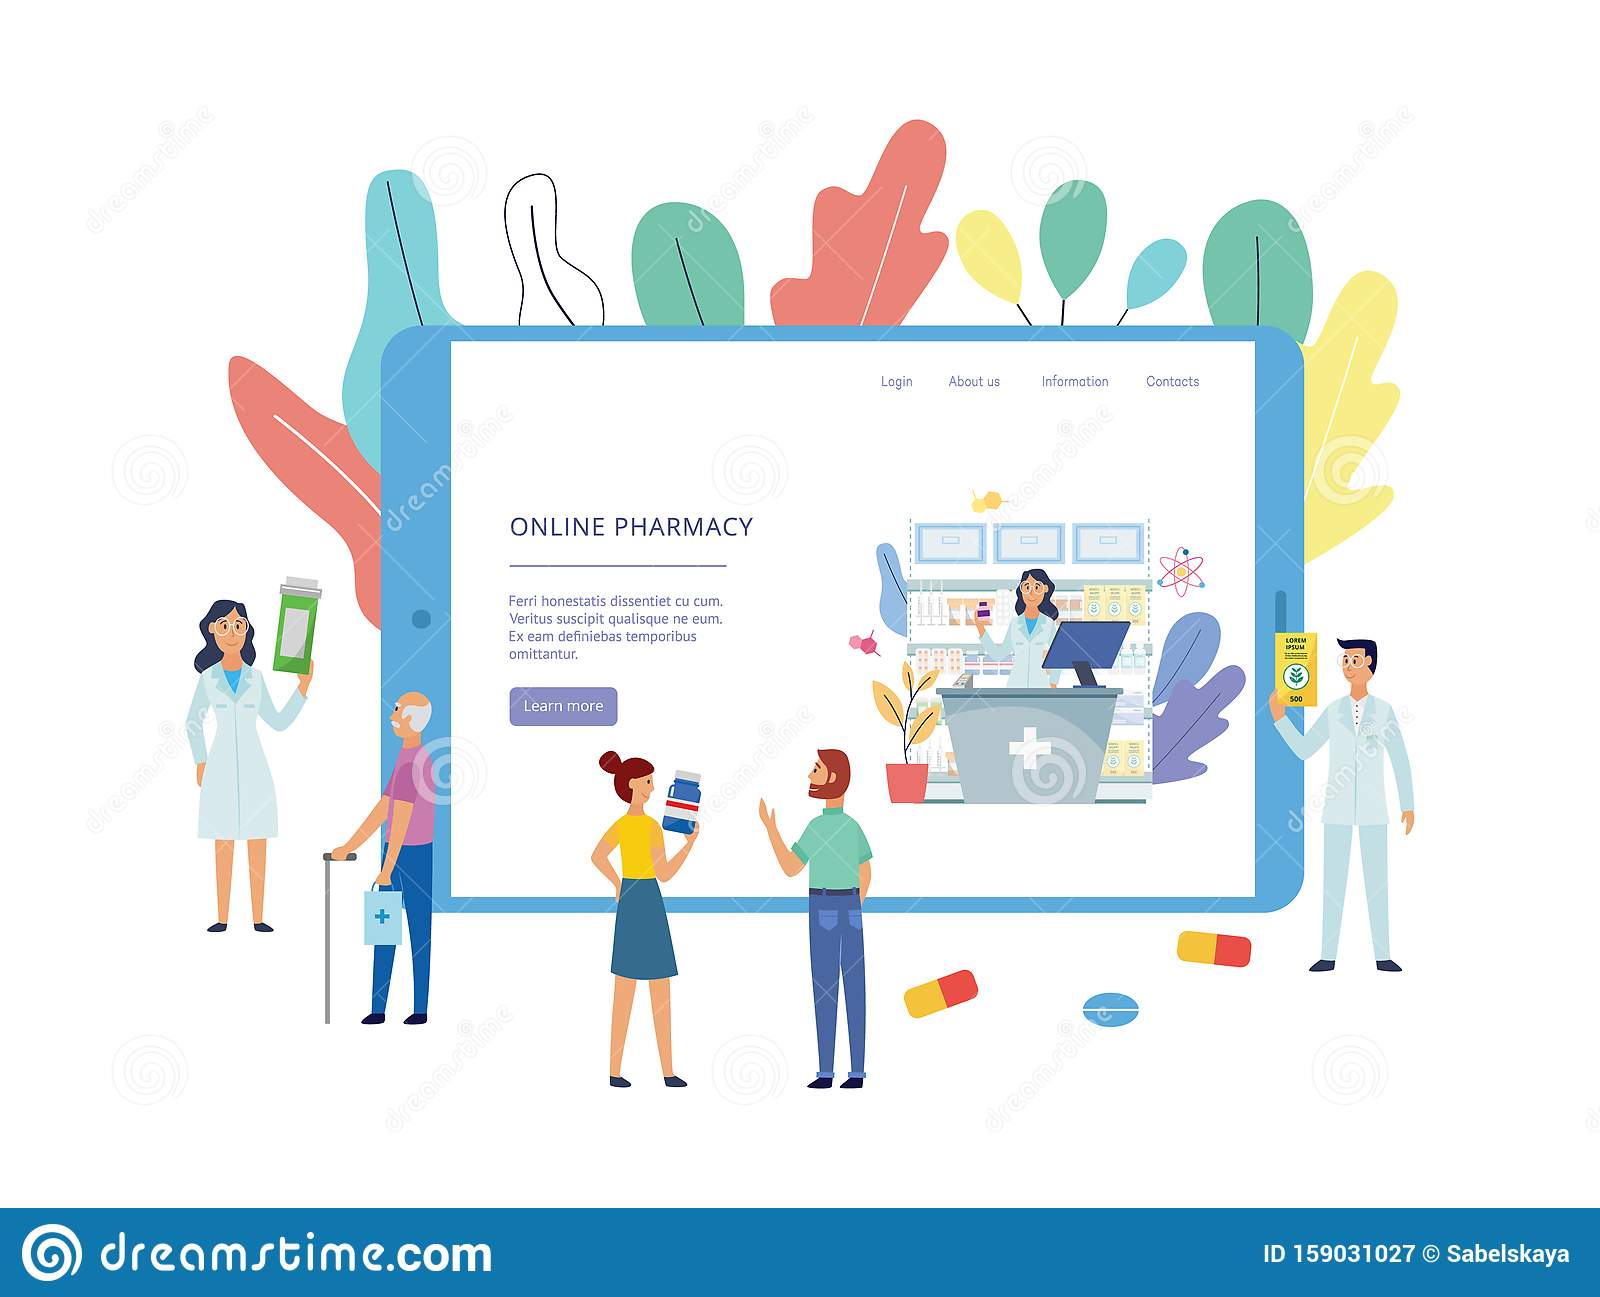 Login About us Information Contacts
ONLINE PHARMACY
Ferri honestatis dissentiet cu cum.
Veritus suscipit qualisque ne eum.
Ex eam definiebas temporibus
omittantur.
Learn more
LOREM
IPSUM
500
dreamstime.com
ID 159031027 © Sabelskaya